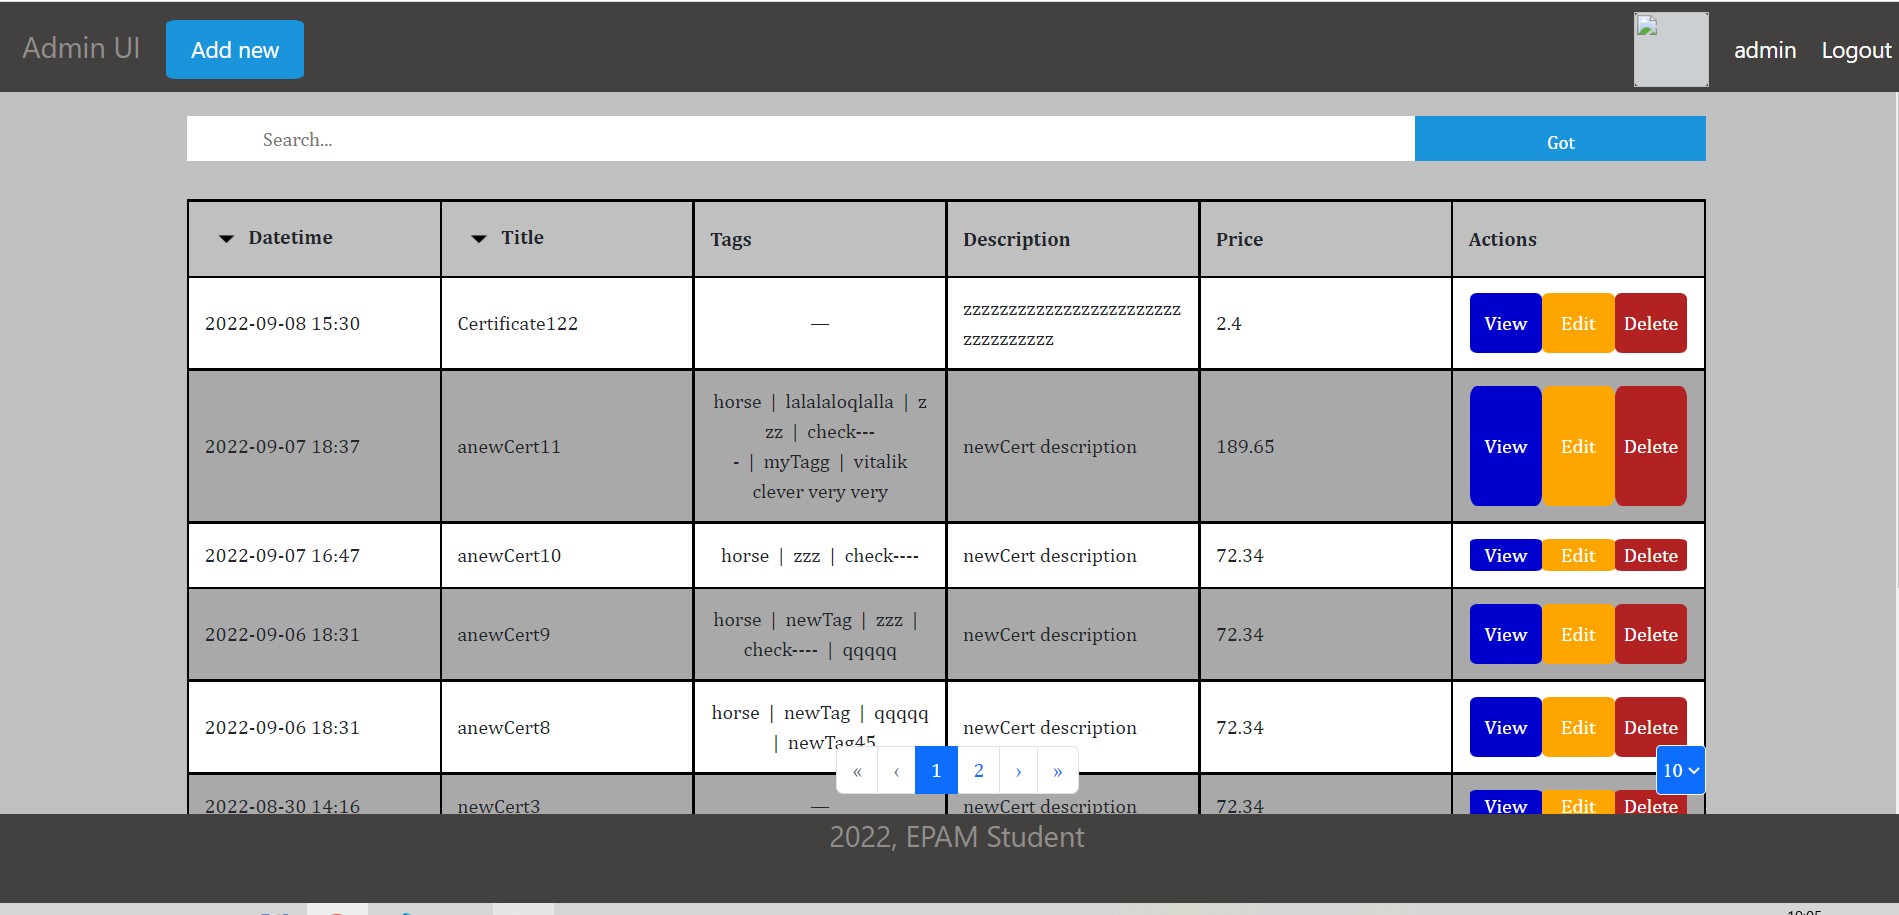 Admin UI Add new admin Logout
Search... Got
Datetime Title Tags Description Price Actions
2022-09-08 15:30 Certificate122 — zzzzzzzzzzzzzzzzzzzzzzzz 2.4 View Edit Delete
zzzzzzzzzz
horse | lalalaloqlalla | z
zz | check---
2022-09-07 18:37 anewCert11 newCert description 189.65 View Edit Delete
- | myTagg | vitalik
clever very very
2022-09-07 16:47 anewCert10 horse | zzz | check---- newCert description 72.34 View Edit Delete
horse | newTag | zzz |
2022-09-06 18:31 anewCert9 newCert description 72.34 View Edit Delete
check---- | qqqqq
horse | newTag | qqqqq
2022-09-06 18:31 anewCert8 newCert description 72.34 View Edit Delete
| newTag45
« ‹ 1 2 › » 10
2022-08-30 14:16 newCert3 — newCert description 72.34 View Edit Delete
2022, EPAM Student